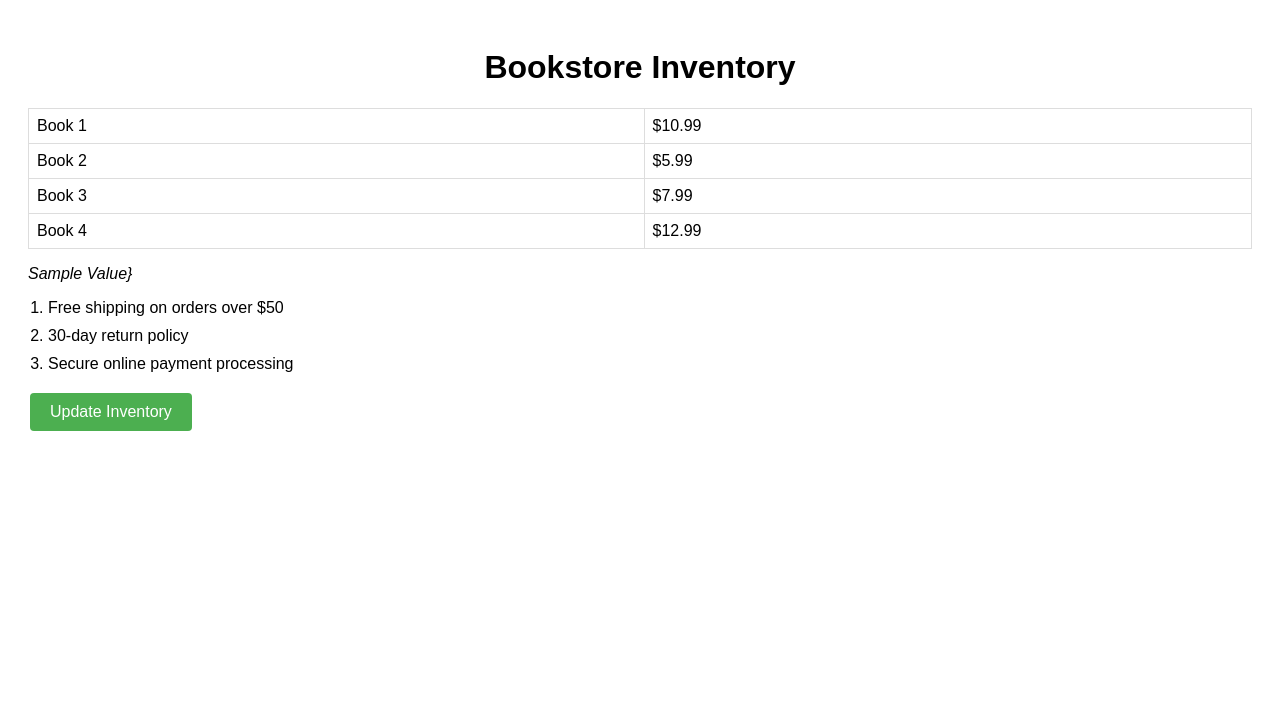 Bookstore Inventory
Book 1 $10.99
Book 2 $5.99
Book 3 $7.99
Book 4 $12.99
Sample Value}
1. Free shipping on orders over $50
2. 30-day return policy
3. Secure online payment processing
Update Inventory